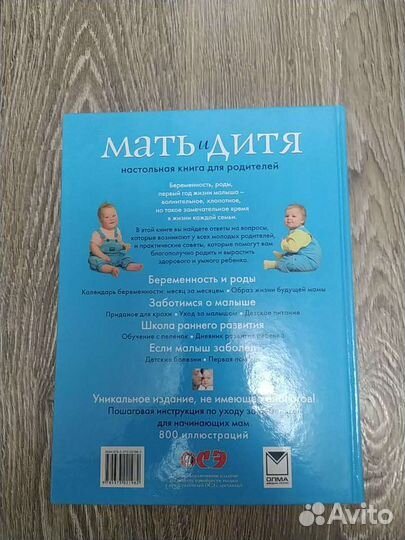 МАТЬ и ДИТЯ
настольная книга для родителей
Беременность, роды,
первый год жизни малыша –
волнительное, хлопотное,
но такое замечательное время
в жизни каждой семьи.
В этой книге вы найдете ответы на вопросы,
которые возникают у всех молодых родителей,
и практические советы, которые помогут вам
благополучно родить и вырастить
здорового и умного ребенка.
Беременность и роды
Календарь беременности: месяц за месяцем • Образ жизни будущей мамы
Заботимся о малыше
Приданое для крохи • Уход за малышом • Детское питание
Школа раннего развития
Обучение с пеленок • Дневник развития ребенка
Если малыш заболел
Детские болезни • Первая
Уникальное издание, не имеющее аналогов!
Пошаговая инструкция по уходу за
для начинающих мам
800 иллюстраций
ОСЭ
ОЛМА
Avito